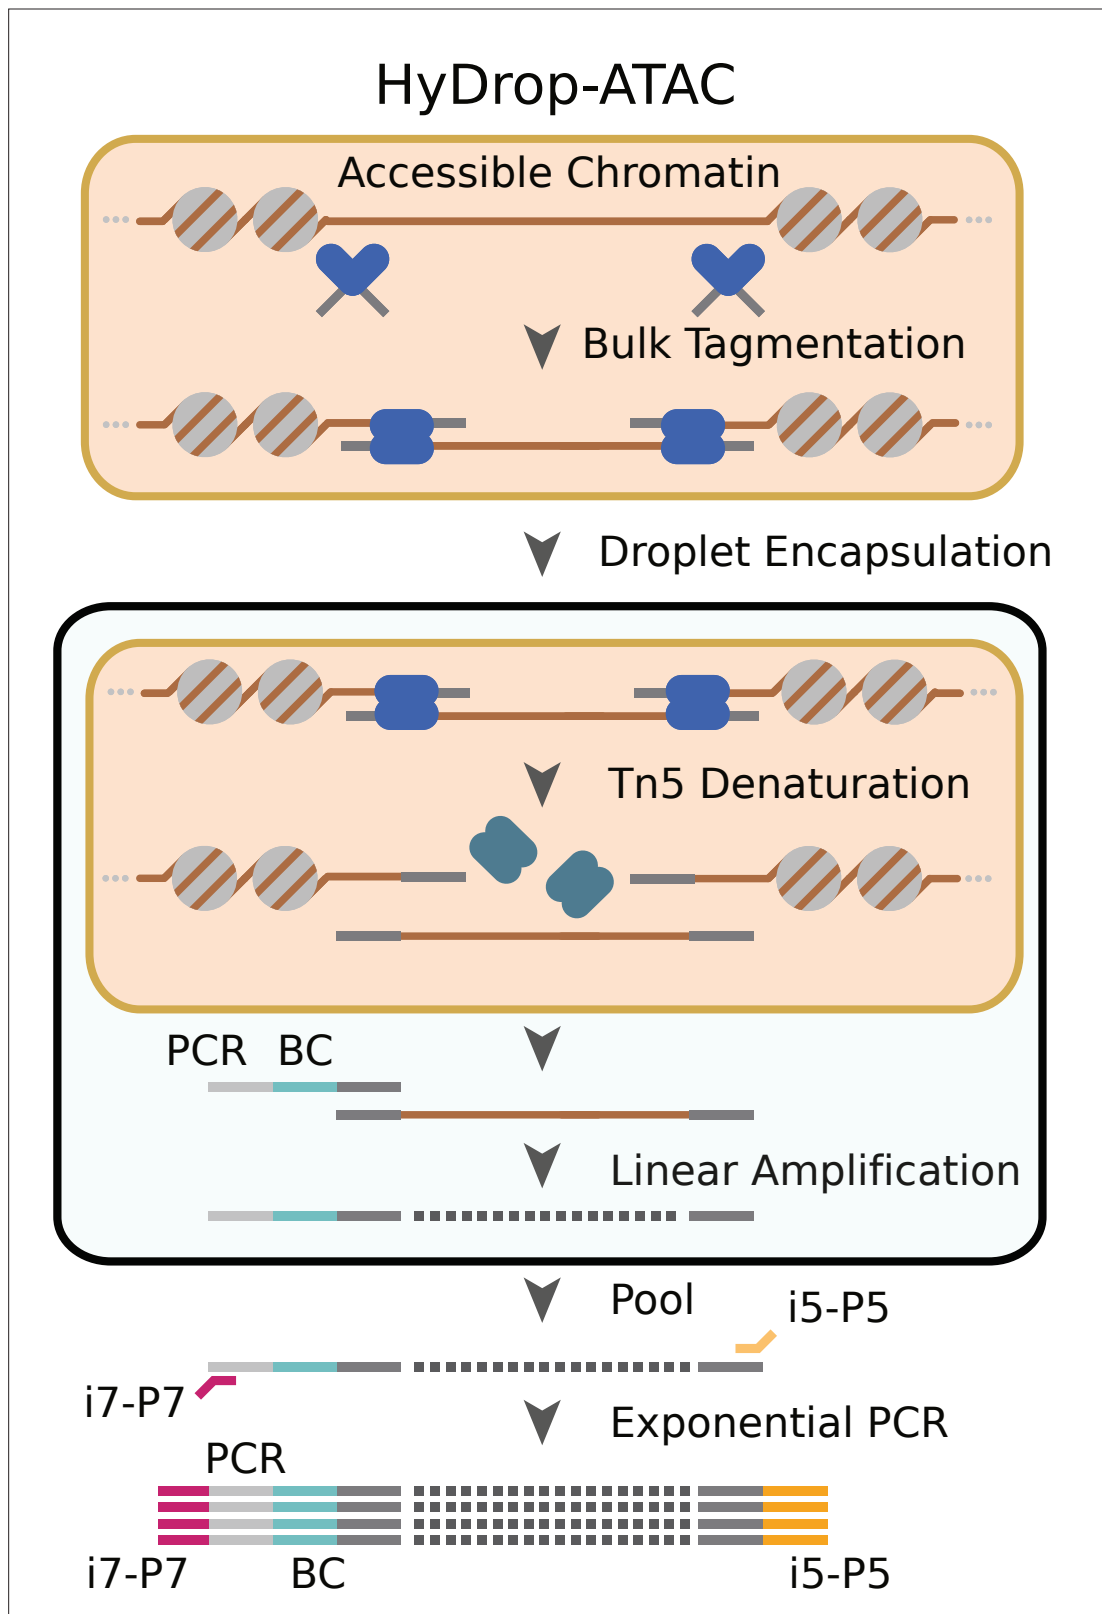 HyDrop-ATAC
Accessible Chromatin
Bulk Tagmentation
Droplet Encapsulation
Tn5 Denaturation
PCR BC
Linear Amplification
Pool
i5-P5
i7-P7
Exponential PCR
PCR
i7-P7 BC i5-P5